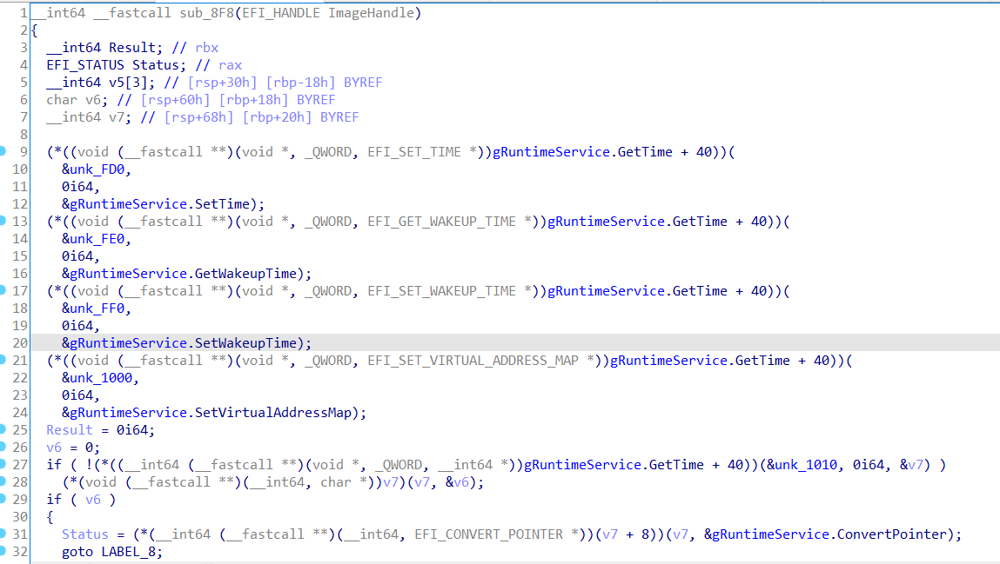 1 __int64 __fastcall sub_8F8(EFI_HANDLE ImageHandle)
2 {
3 __int64 Result; // rbx
4 EFI_STATUS Status; // rax
5 __int64 v5[3]; // [rsp+30h] [rbp-18h] BYREF
6 char v6; // [rsp+60h] [rbp+18h] BYREF
7 __int64 v7; // [rsp+68h] [rbp+20h] BYREF
8
9 (*((void (__fastcall **)(void *, _QWORD, EFI_SET_TIME *))gRuntimeService.GetTime + 40))(
10 &unk_FD0,
11 0i64,
12 &gRuntimeService.SetTime);
13 (*((void (__fastcall **)(void *, _QWORD, EFI_GET_WAKEUP_TIME *))gRuntimeService.GetTime + 40))(
14 &unk_FE0,
15 0i64,
16 &gRuntimeService.GetWakeupTime);
17 (*((void (__fastcall **)(void *, _QWORD, EFI_SET_WAKEUP_TIME *))gRuntimeService.GetTime + 40))(
18 &unk_FF0,
19 0i64,
20 &gRuntimeService.SetWakeupTime);
21 (*((void (__fastcall **)(void *, _QWORD, EFI_SET_VIRTUAL_ADDRESS_MAP *))gRuntimeService.GetTime + 40))(
22 &unk_1000,
23 0i64,
24 &gRuntimeService.SetVirtualAddressMap);
25 Result = 0i64;
26 v6 = 0;
27 if ( !(*((__int64 (__fastcall **)(void *, _QWORD, __int64 *))gRuntimeService.GetTime + 40))(&unk_1010, 0i64, &v7) )
28 (*(void (__fastcall **)(__int64, char *))v7)(v7, &v6);
29 if ( v6 )
30 {
31 Status = (*(__int64 (__fastcall **)(__int64, EFI_CONVERT_POINTER *))(v7 + 8))(v7, &gRuntimeService.ConvertPointer);
32 goto LABEL_8;